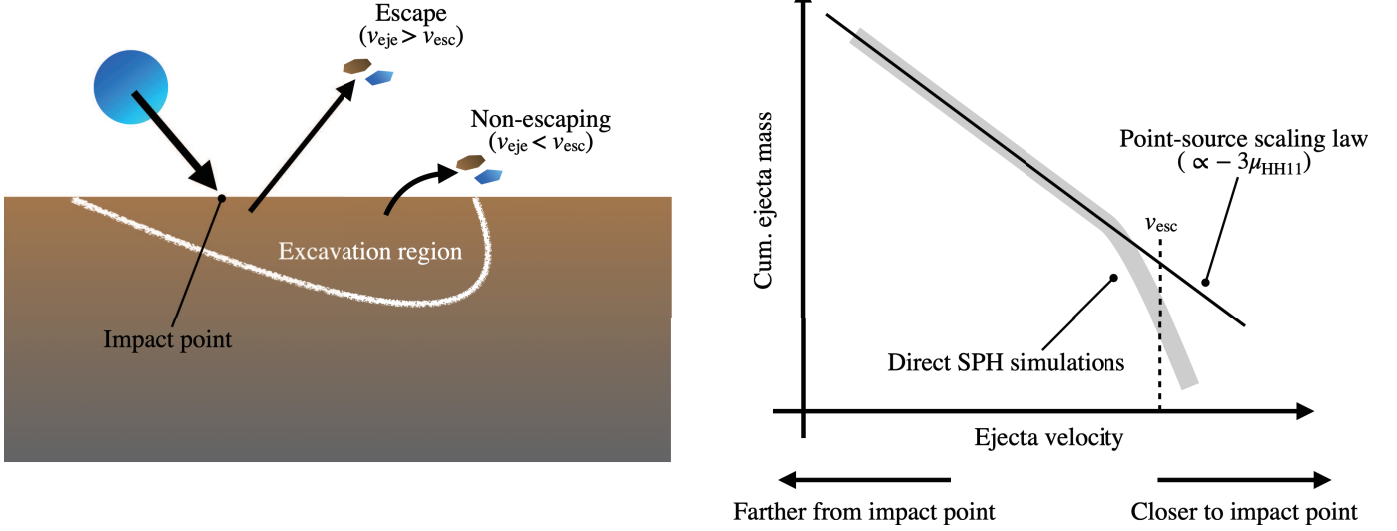 Escape
(v_eje > v_esc)
Non-escaping
(v_eje < v_esc)
Excavation region
Impact point
Cum. ejecta mass
Point-source scaling law
( ∝ − 3μ_HH11)
v_esc
Direct SPH simulations
Ejecta velocity
Farther from impact point
Closer to impact point